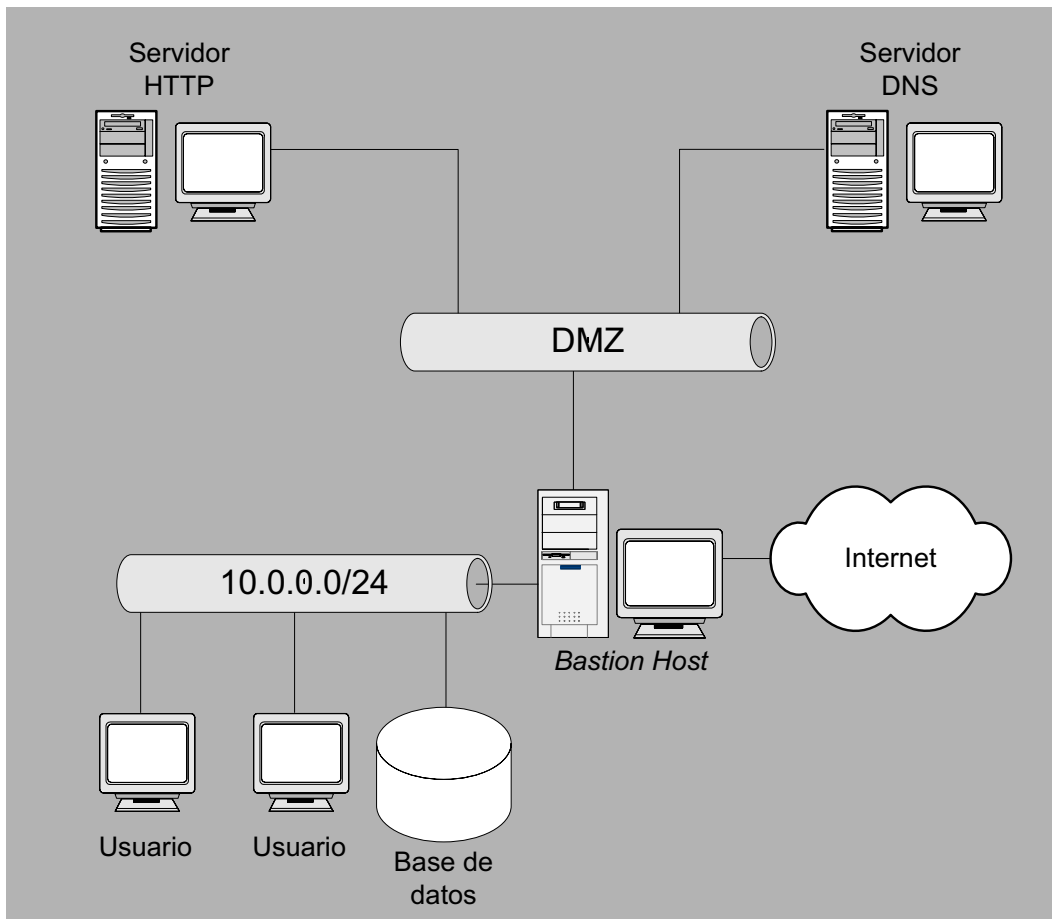 Servidor
HTTP
Servidor
DNS
DMZ
Internet
10.0.0.0/24
Bastion Host
Usuario
Usuario
Base de
datos